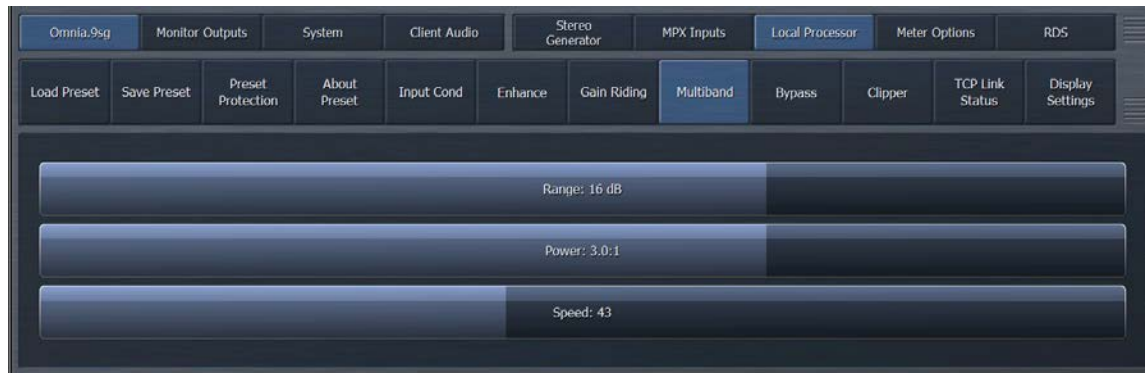 Omnia.9sg
Monitor Outputs
System
Client Audio
Stereo
Generator
MPX Inputs
Local Processor
Meter Options
RDS
Load Preset
Save Preset
Preset
Protection
About
Preset
Input Cond
Enhance
Gain Riding
Multiband
Bypass
Clipper
TCP Link
Status
Display
Settings
Range: 16 dB
Power: 3.0:1
Speed: 43